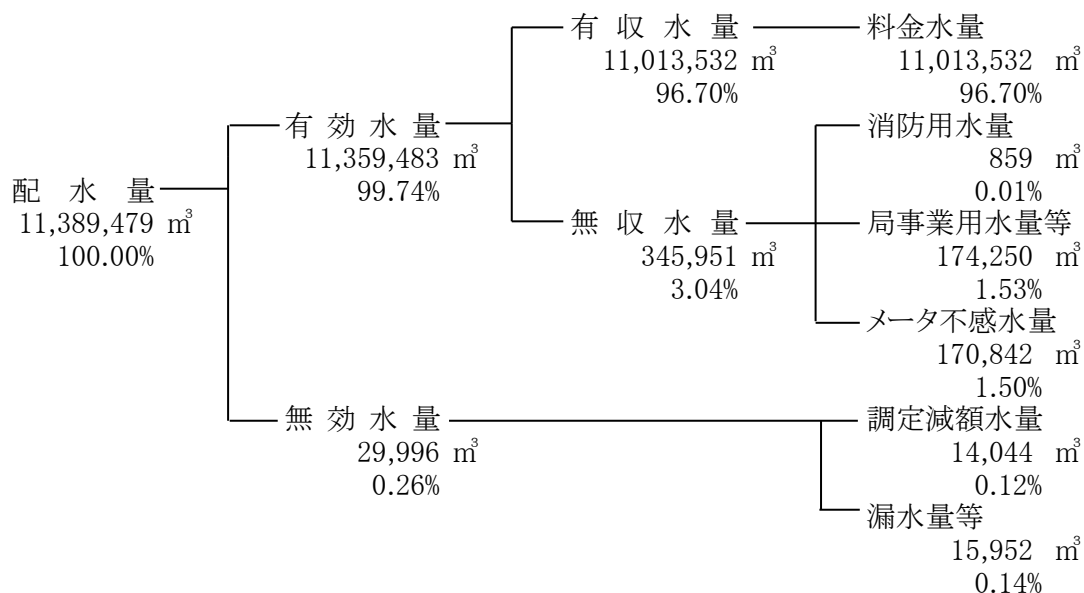 有 収 水 量
11,013,532 ㎥
96.70%
料金水量
11,013,532 ㎥
96.70%
有 効 水 量
11,359,483 ㎥
99.74%
消防用水量
859 ㎥
0.01%
配 水 量
11,389,479 ㎥
100.00%
無 収 水 量
345,951 ㎥
3.04%
局事業用水量等
174,250 ㎥
1.53%
メータ不感水量
170,842 ㎥
1.50%
無 効 水 量
29,996 ㎥
0.26%
調定減額水量
14,044 ㎥
0.12%
漏水量等
15,952 ㎥
0.14%